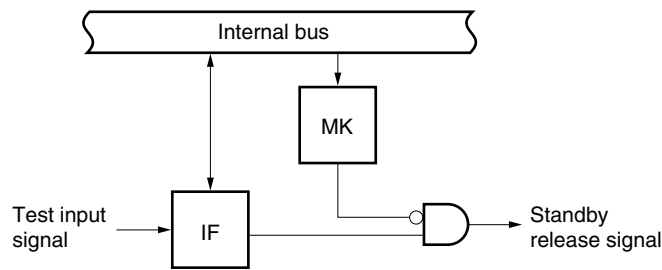 Internal bus
MK
Test input
signal
IF
Standby
release signal